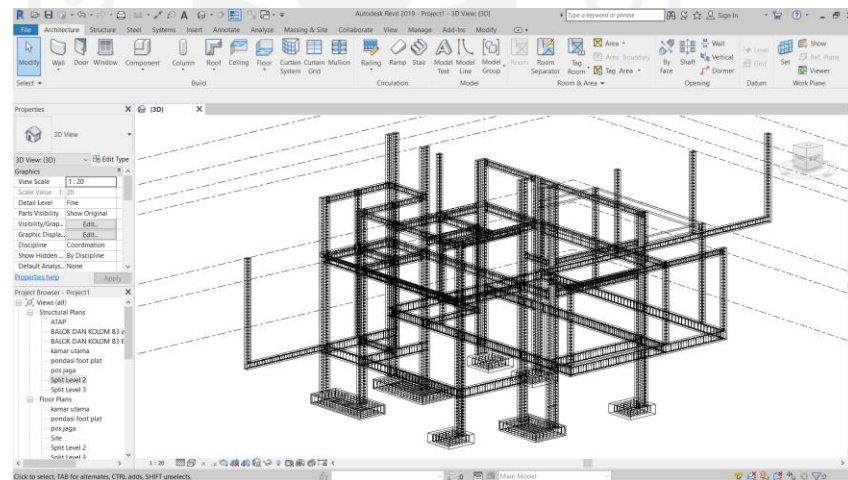 Autodesk Revit 2019 - Project1 - 3D View: {3D}
Type a keyword or phrase
Sign In
File Architecture Structure Steel Systems Insert Annotate Analyze Massing & Site Collaborate View Manage Add-Ins Modify
Modify Wall Door Window Component Column Roof Ceiling Floor Curtain System Curtain Grid Mullion Railing Ramp Stair Model Text Model Line Model Group Room Room Separator Tag Room Area Area Boundary Tag Area By Face Shaft Wall Vertical Dormer Level Grid Set Show Ref Plane Viewer
Select Build Circulation Model Room & Area Opening Datum Work Plane
Properties
{3D}
3D View
3D View: {3D} Edit Type
Graphics
View Scale 1 : 20
Scale Value 1: 20
Detail Level Fine
Parts Visibility Show Original
Visibility/Grap... Edit...
Graphic Displa... Edit...
Discipline Coordination
Show Hidden ... By Discipline
Default Analys... None
Properties help Apply
Project Browser - Project1
Views (all)
Structural Plans
ATAP
BALOK DAN KOLOM B3 a
BALOK DAN KOLOM B3 E
kamar utama
pondasi foot plat
pos jaga
Split Level 2
Split Level 3
Floor Plans
kamar utama
pondasi foot plat
pos jaga
Site
Split Level 2
Split Level 3
1 : 20
Click to select, TAB for alternates, CTRL adds, SHIFT unselects.
:0 Main Model
:0